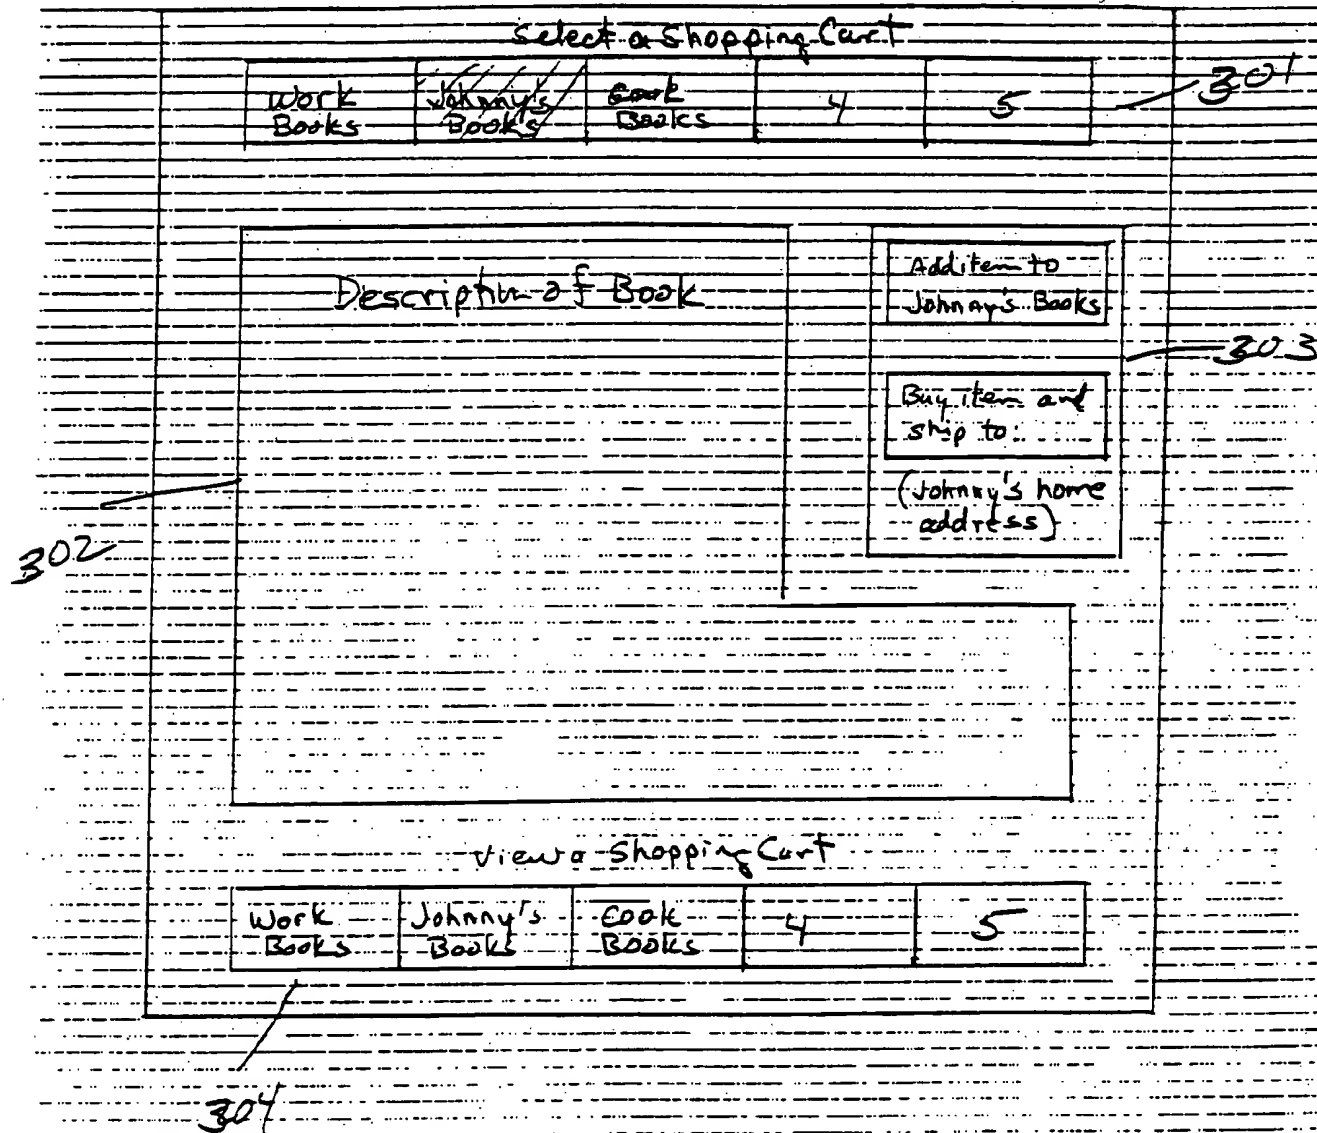 Select a Shopping Cart
Work Books
Johnny's Books
Cook Books
4
5
301
Description of Book
Add item to
Johnny's Books
303
Buy item and
ship to:
(Johnny's home
address)
302
View a Shopping Cart
Work Books
Johnny's Books
Cook Books
4
5
304